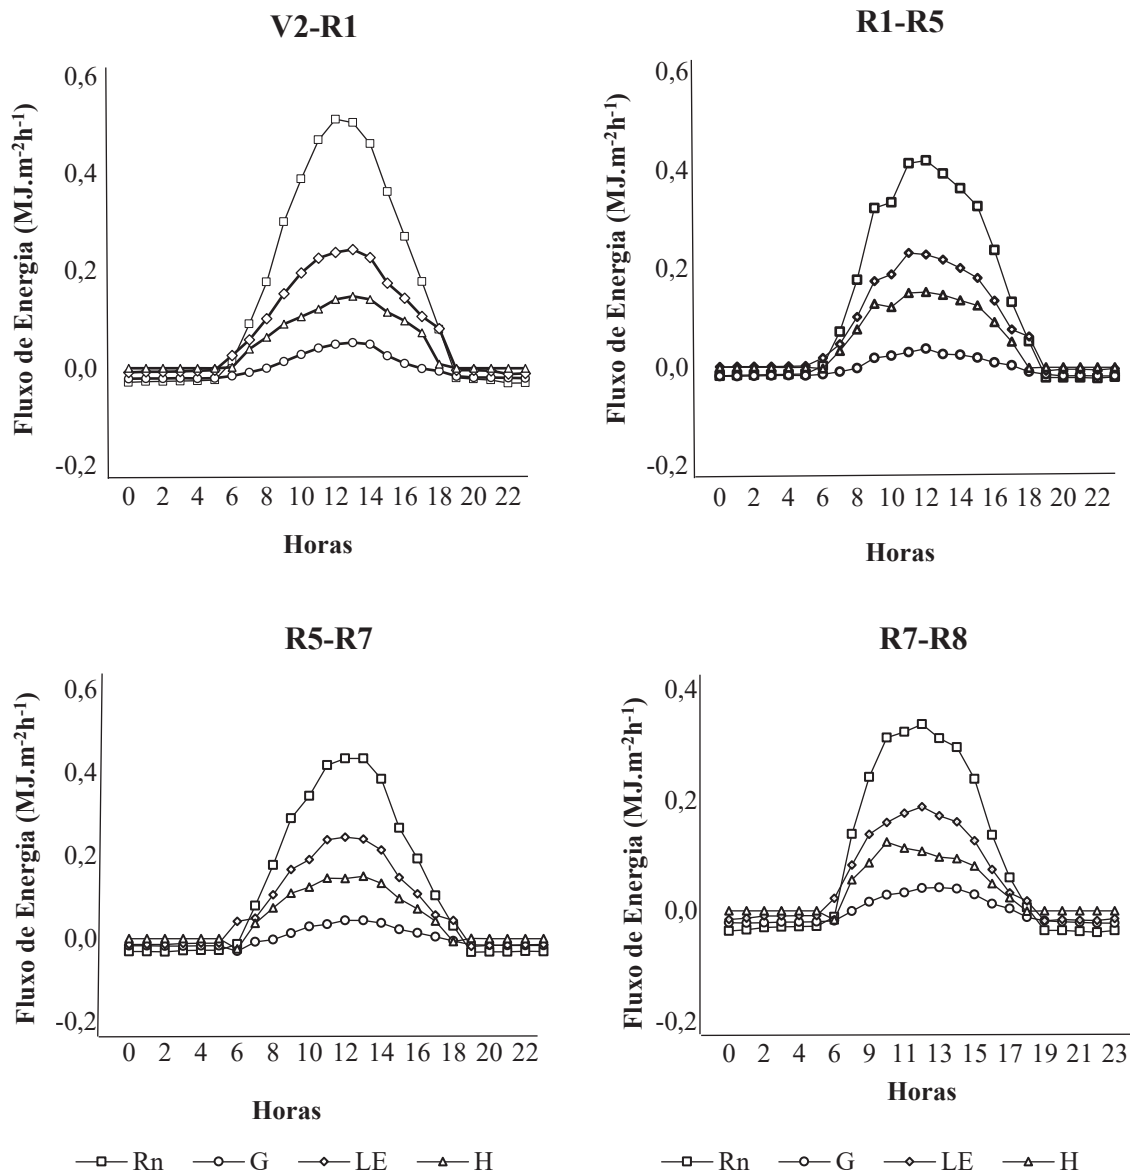 V2-R1
Fluxo de Energia (MJ.m-2h-1)
0,6
0,4
0,2
0,0
-0,2
0 2 4 6 8 10 12 14 16 18 20 22
Horas
R1-R5
Fluxo de Energia (MJ.m-2h-1)
0,6
0,4
0,2
0,0
-0,2
0 2 4 6 8 10 12 14 16 18 20 22
Horas
R5-R7
Fluxo de Energia (MJ.m-2h-1)
0,6
0,4
0,2
0,0
-0,2
0 2 4 6 8 10 12 14 16 18 20 22
Horas
Rn G LE H
R7-R8
Fluxo de Energia (MJ.m-2h-1)
0,4
0,2
0,0
-0,2
0 2 4 6 9 11 13 15 17 19 21 23
Horas
Rn G LE H